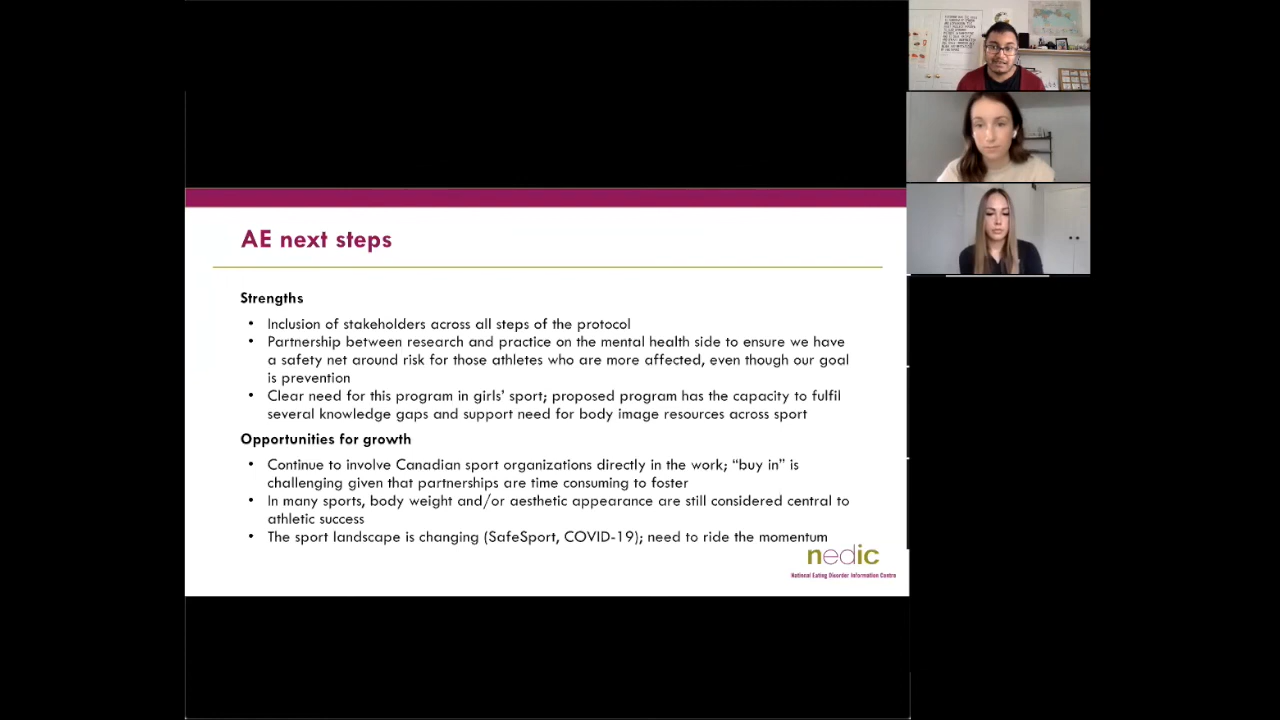 AE next steps
Strengths
• Inclusion of stakeholders across all steps of the protocol
• Partnership between research and practice on the mental health side to ensure we have
a safety net around risk for those athletes who are more affected, even though our goal
is prevention
• Clear need for this program in girls' sport; proposed program has the capacity to fulfil
several knowledge gaps and support need for body image resources across sport
Opportunities for growth
• Continue to involve Canadian sport organizations directly in the work; “buy in” is
challenging given that partnerships are time consuming to foster
• In many sports, body weight and/or aesthetic appearance are still considered central to
athletic success
• The sport landscape is changing (SafeSport, COVID-19); need to ride the momentum
nedic
National Eating Disorder Information Centre